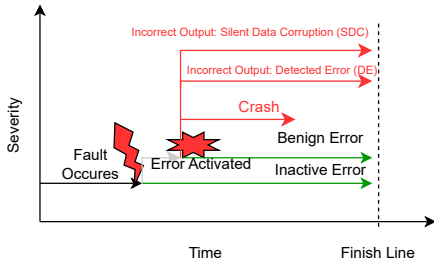 Incorrect Output: Silent Data Corruption (SDC)
Incorrect Output: Detected Error (DE)
Crash
Benign Error
Fault
Occures
Error Activated
Inactive Error
Severity
Time
Finish Line